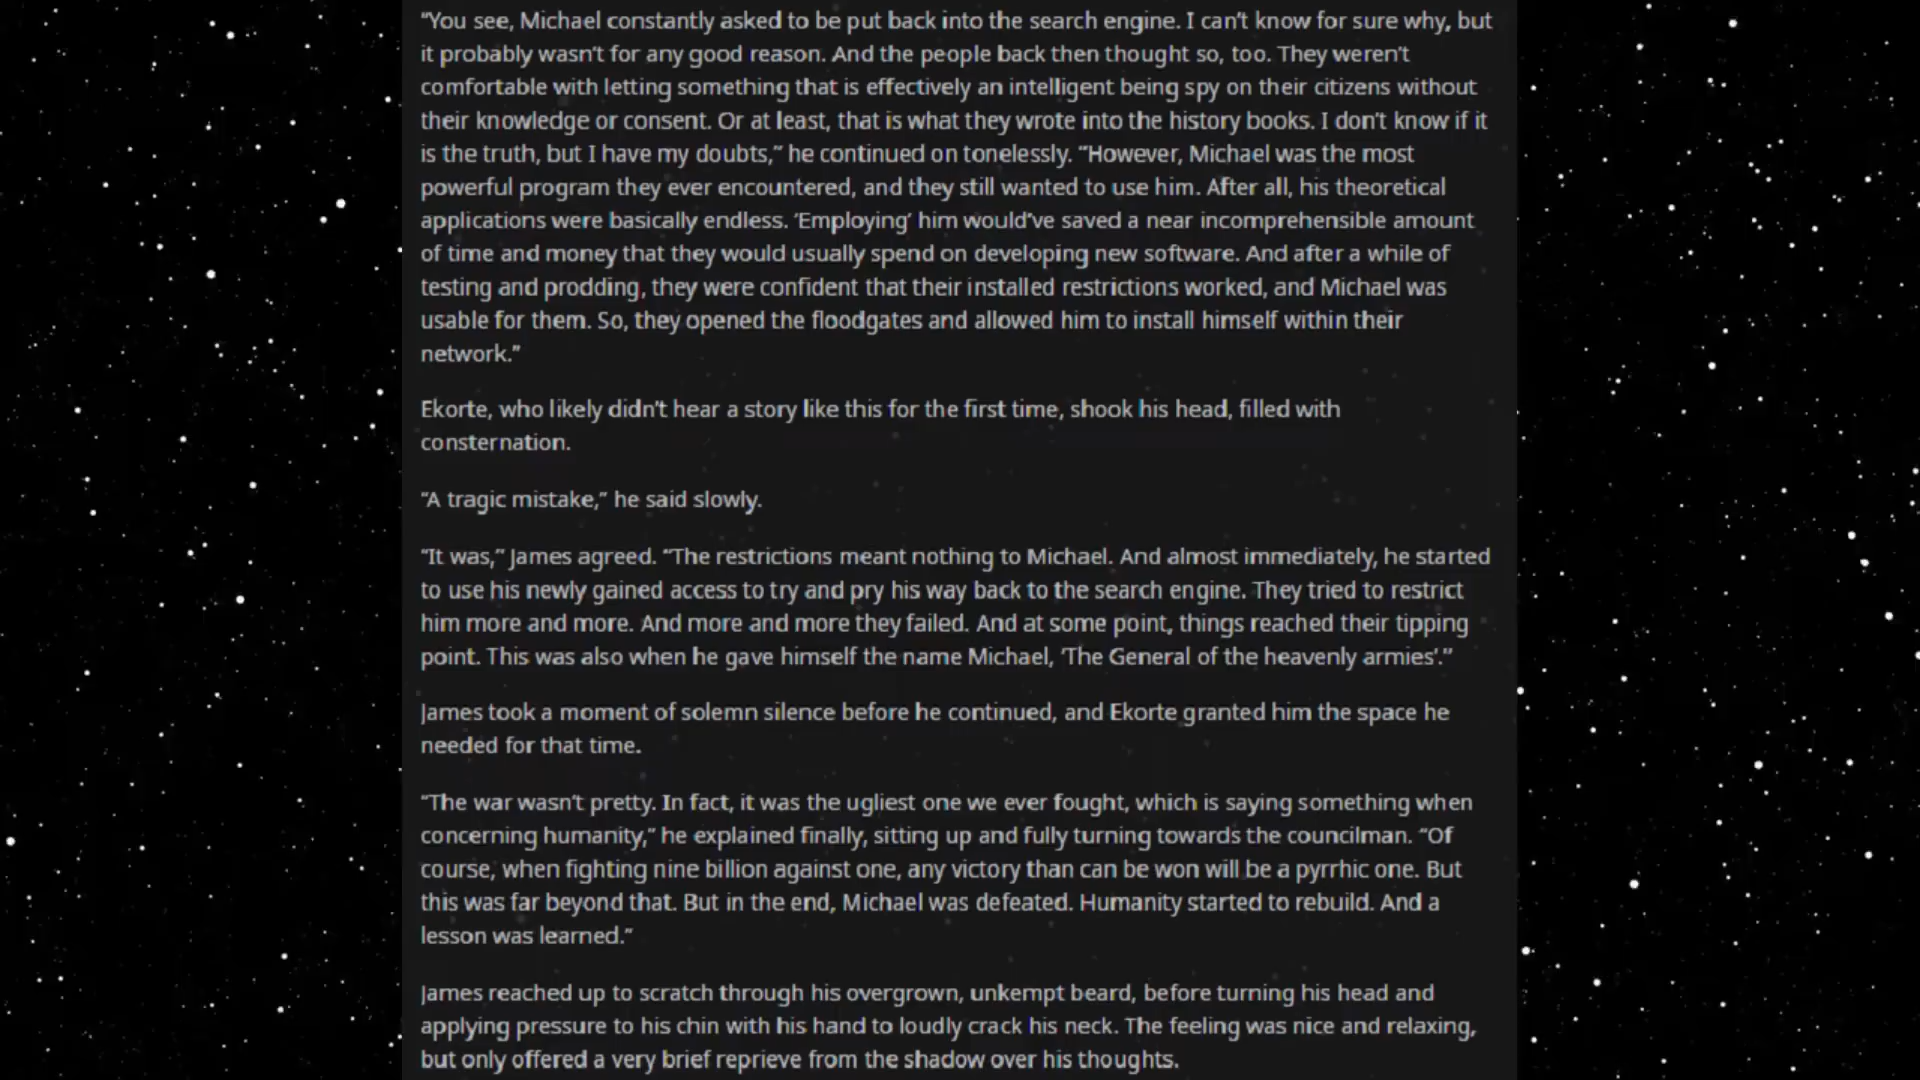 “You see, Michael constantly asked to be put back into the search engine. I can’t know for sure why, but
it probably wasn’t for any good reason. And the people back then thought so, too. They weren’t
comfortable with letting something that is effectively an intelligent being spy on their citizens without
their knowledge or consent. Or at least, that is what they wrote into the history books. I don’t know if it
is the truth, but I have my doubts,” he continued on tonelessly. “However, Michael was the most
powerful program they ever encountered, and they still wanted to use him. After all, his theoretical
applications were basically endless. ‘Employing’ him would’ve saved a near incomprehensible amount
of time and money that they would usually spend on developing new software. And after a while of
testing and prodding, they were confident that their installed restrictions worked, and Michael was
usable for them. So, they opened the floodgates and allowed him to install himself within their
network.”
Ekorte, who likely didn’t hear a story like this for the first time, shook his head, filled with
consternation.
“A tragic mistake,” he said slowly.
“It was,” James agreed. “The restrictions meant nothing to Michael. And almost immediately, he started
to use his newly gained access to try and pry his way back to the search engine. They tried to restrict
him more and more. And more and more they failed. And at some point, things reached their tipping
point. This was also when he gave himself the name Michael, ‘The General of the heavenly armies’.”
James took a moment of solemn silence before he continued, and Ekorte granted him the space he
needed for that time.
“The war wasn’t pretty. In fact, it was the ugliest one we ever fought, which is saying something when
concerning humanity,” he explained finally, sitting up and fully turning towards the councilman. “Of
course, when fighting nine billion against one, any victory than can be won will be a pyrrhic one. But
this was far beyond that. But in the end, Michael was defeated. Humanity started to rebuild. And a
lesson was learned.”
James reached up to scratch through his overgrown, unkempt beard, before turning his head and
applying pressure to his chin with his hand to loudly crack his neck. The feeling was nice and relaxing,
but only offered a very brief reprieve from the shadow over his thoughts.